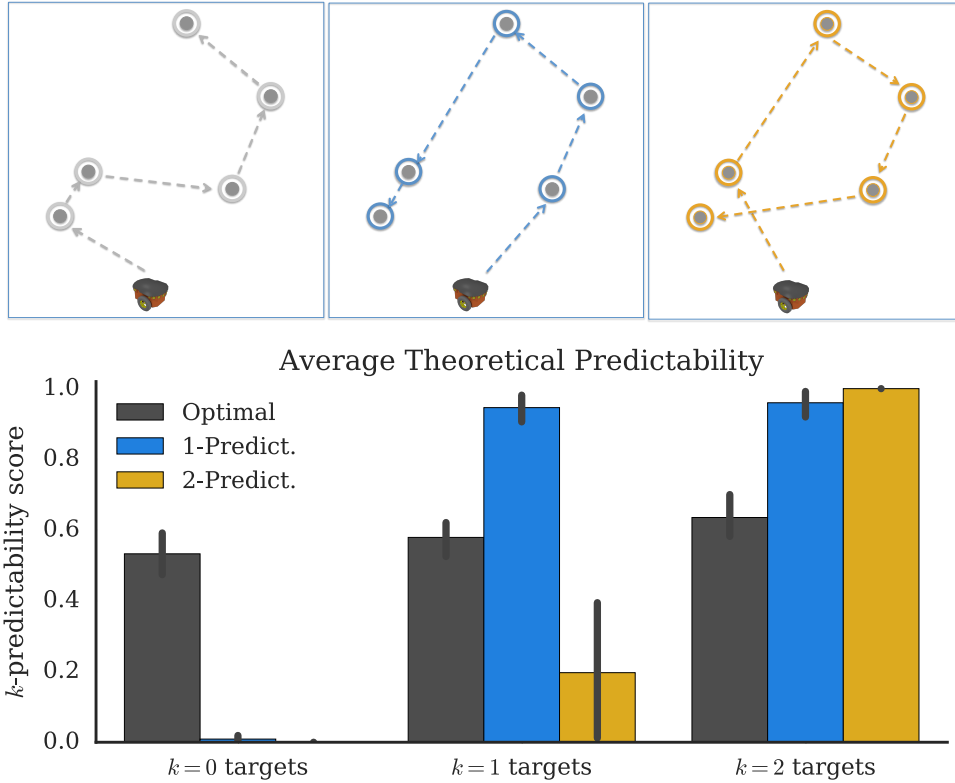 Average Theoretical Predictability
k-predictability score
1.0
0.8
0.6
0.4
0.2
0.0
Optimal
1-Predict.
2-Predict.
k = 0 targets
k = 1 targets
k = 2 targets